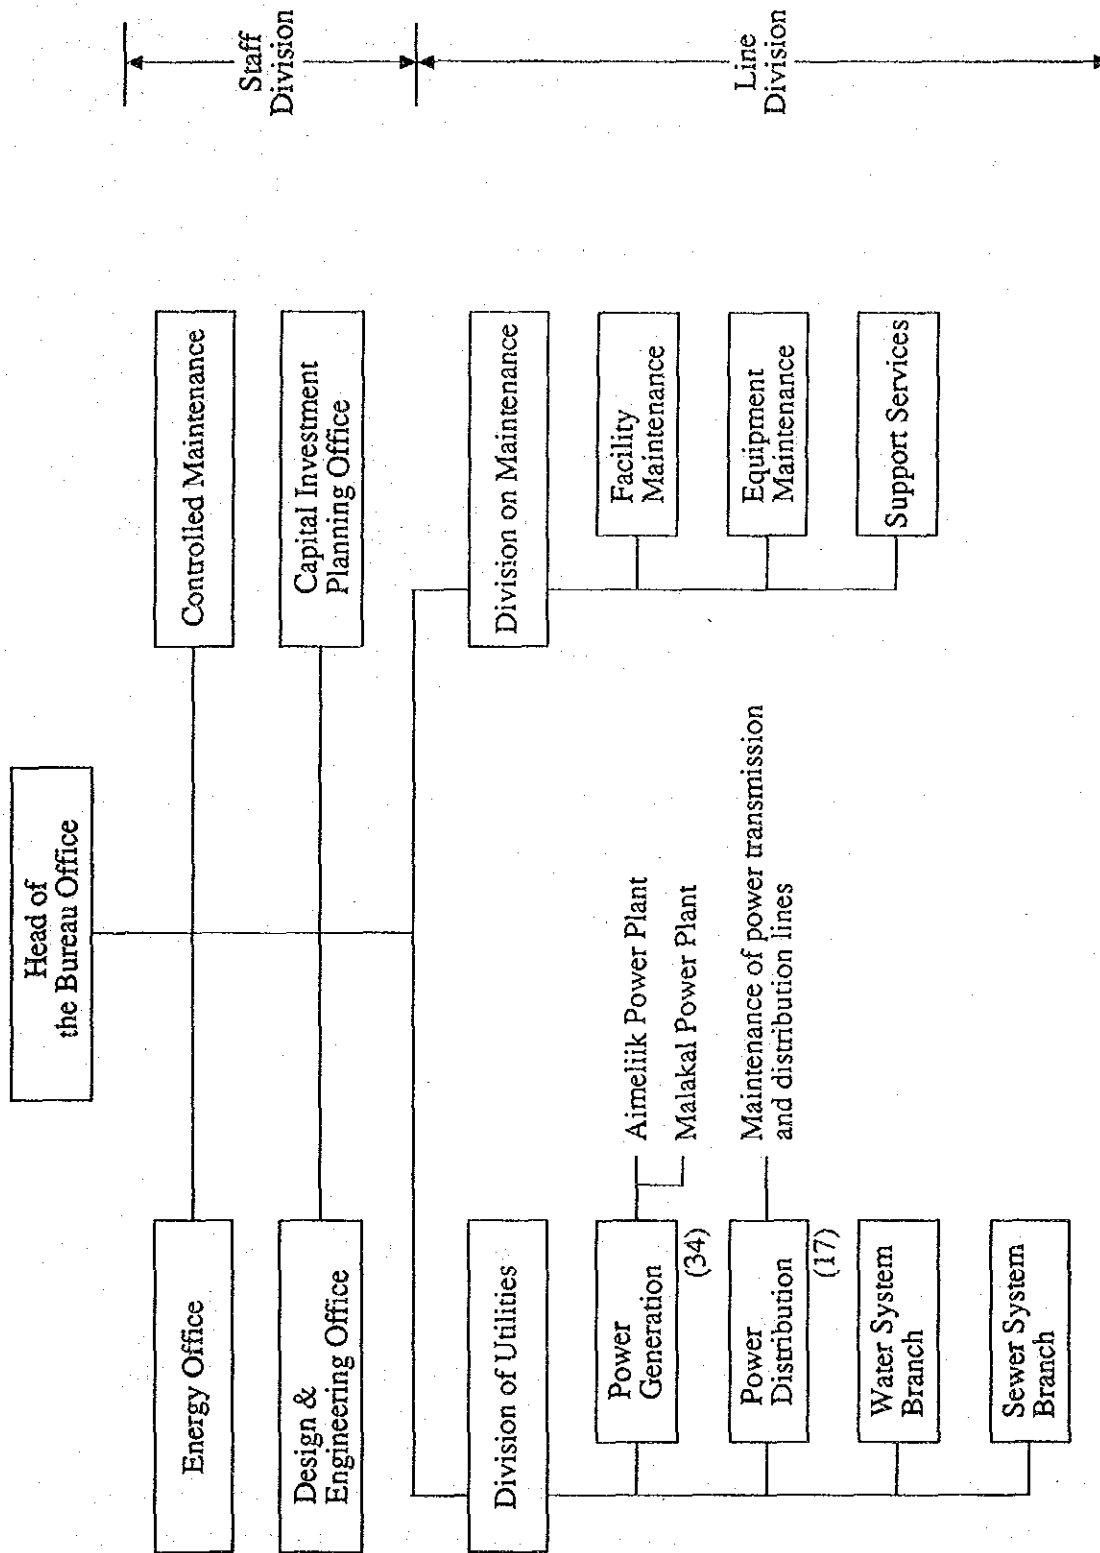 Head of
the Bureau Office
Energy Office
Controlled Maintenance
Design &
Engineering Office
Capital Investment
Planning Office
Staff
Division
Division of Utilities
Division on Maintenance
Power
Generation
(34)
Aimeliik Power Plant
Malakal Power Plant
Facility
Maintenance
Power
Distribution
(17)
Maintenance of power transmission
and distribution lines
Equipment
Maintenance
Line
Division
Water System
Branch
Support Services
Sewer System
Branch